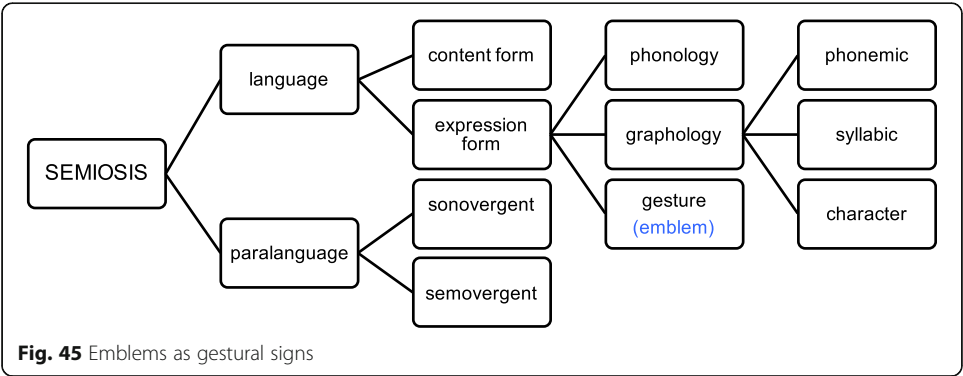 SEMIOSIS
language
paralanguage
content form
expression
form
sonovergent
semovergent
phonology
graphology
gesture
(emblem)
phonemic
syllabic
character
Fig. 45 Emblems as gestural signs